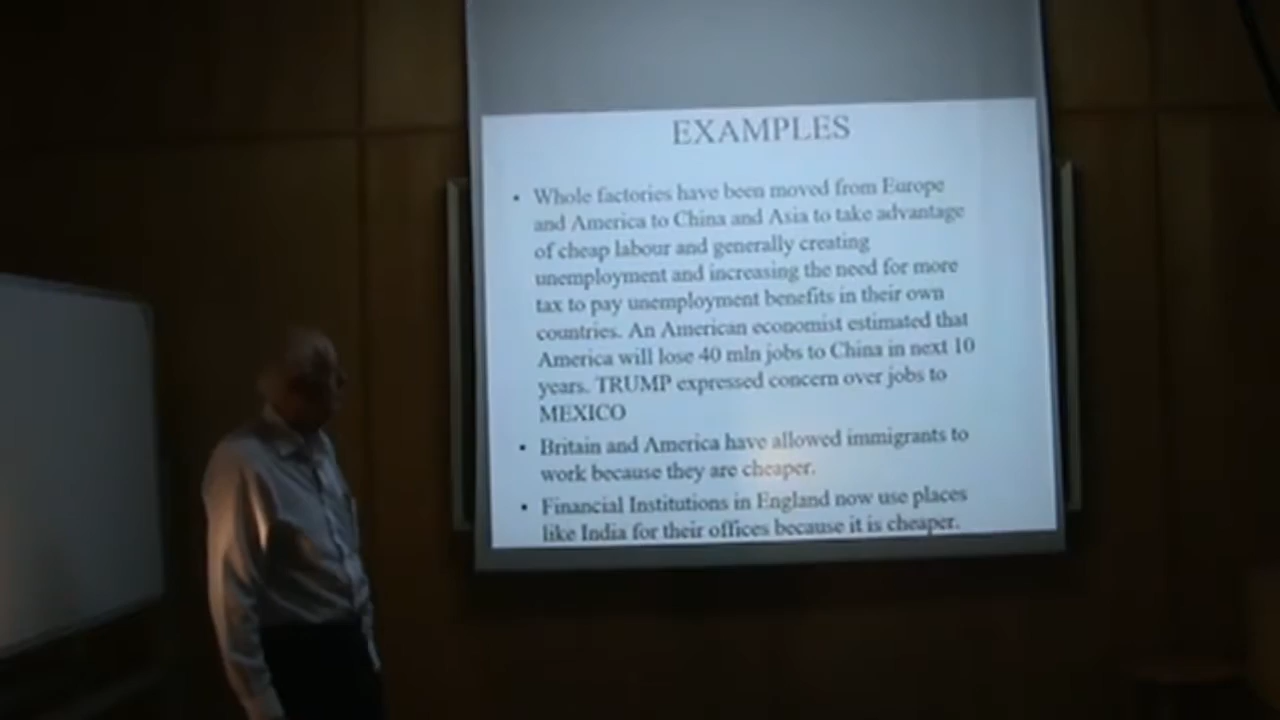 EXAMPLES
• Whole factories have been moved from Europe
and America to China and Asia to take advantage
of cheap labour and generally creating
unemployment and increasing the need for more
tax to pay unemployment benefits in their own
countries. An American economist estimated that
America will lose 40 mln jobs to China in next 10
years. TRUMP expressed concern over jobs to
MEXICO
• Britain and America have allowed immigrants to
work because they are cheaper.
• Financial Institutions in England now use places
like India for their offices because it is cheaper.